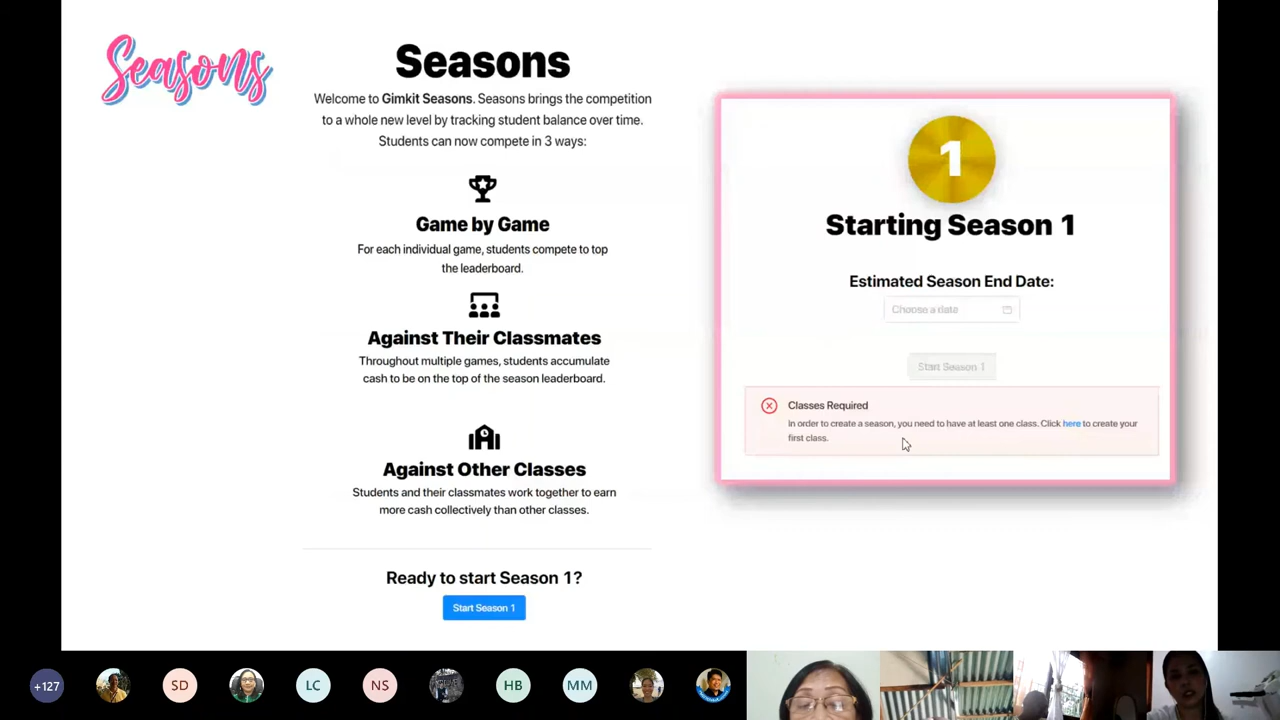 Seasons
Seasons
Welcome to Gimkit Seasons. Seasons brings the competition
to a whole new level by tracking student balance over time.
Students can now compete in 3 ways:
Game by Game
For each individual game, students compete to top
the leaderboard.
Against Their Classmates
Throughout multiple games, students accumulate
cash to be on the top of the season leaderboard.
Against Other Classes
Students and their classmates work together to earn
more cash collectively than other classes.
Ready to start Season 1?
Start Season 1
1
Starting Season 1
Estimated Season End Date:
Choose a date
Start Season 1
Classes Required
In order to create a season, you need to have at least one class. Click here to create your
first class.
+127
SD
LC
NS
HB
MM